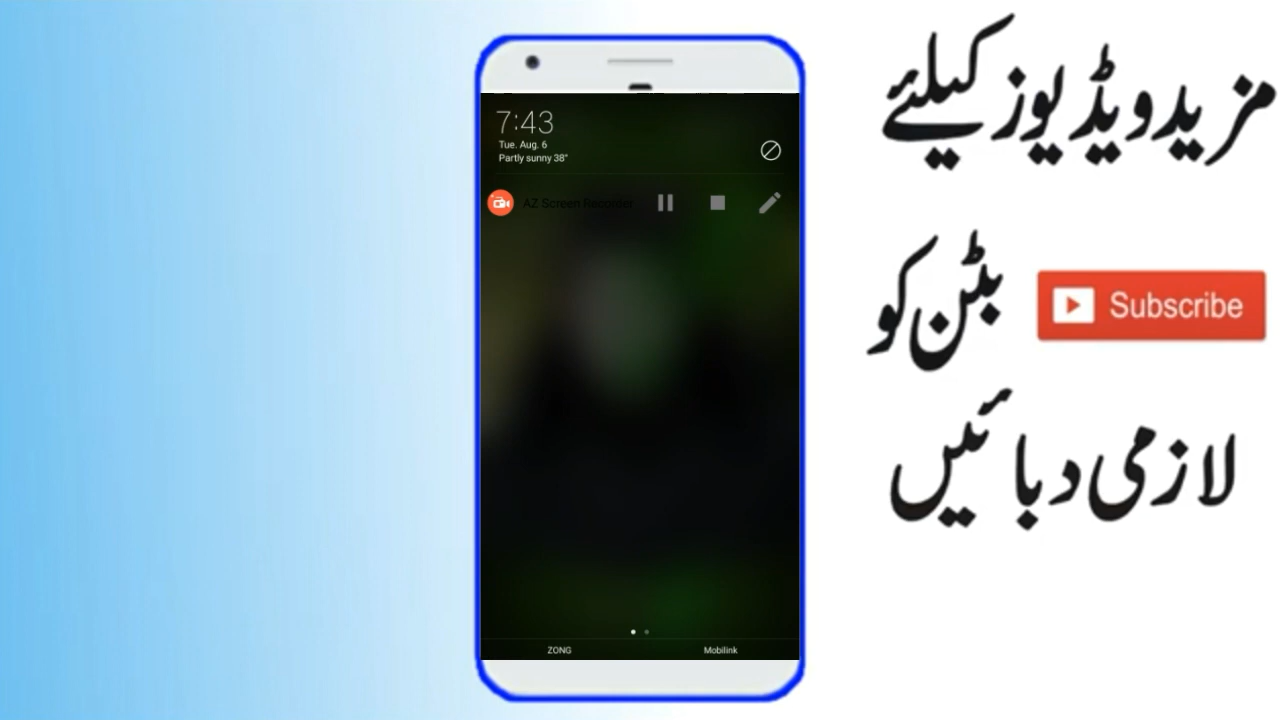 7:43
Tue. Aug. 6
Partly sunny 38°
AZ Screen Recorder
ZONG
Mobilink
مزید ویڈیوز کیلئے
Subscribe بٹن کو
لازمی دبائیں